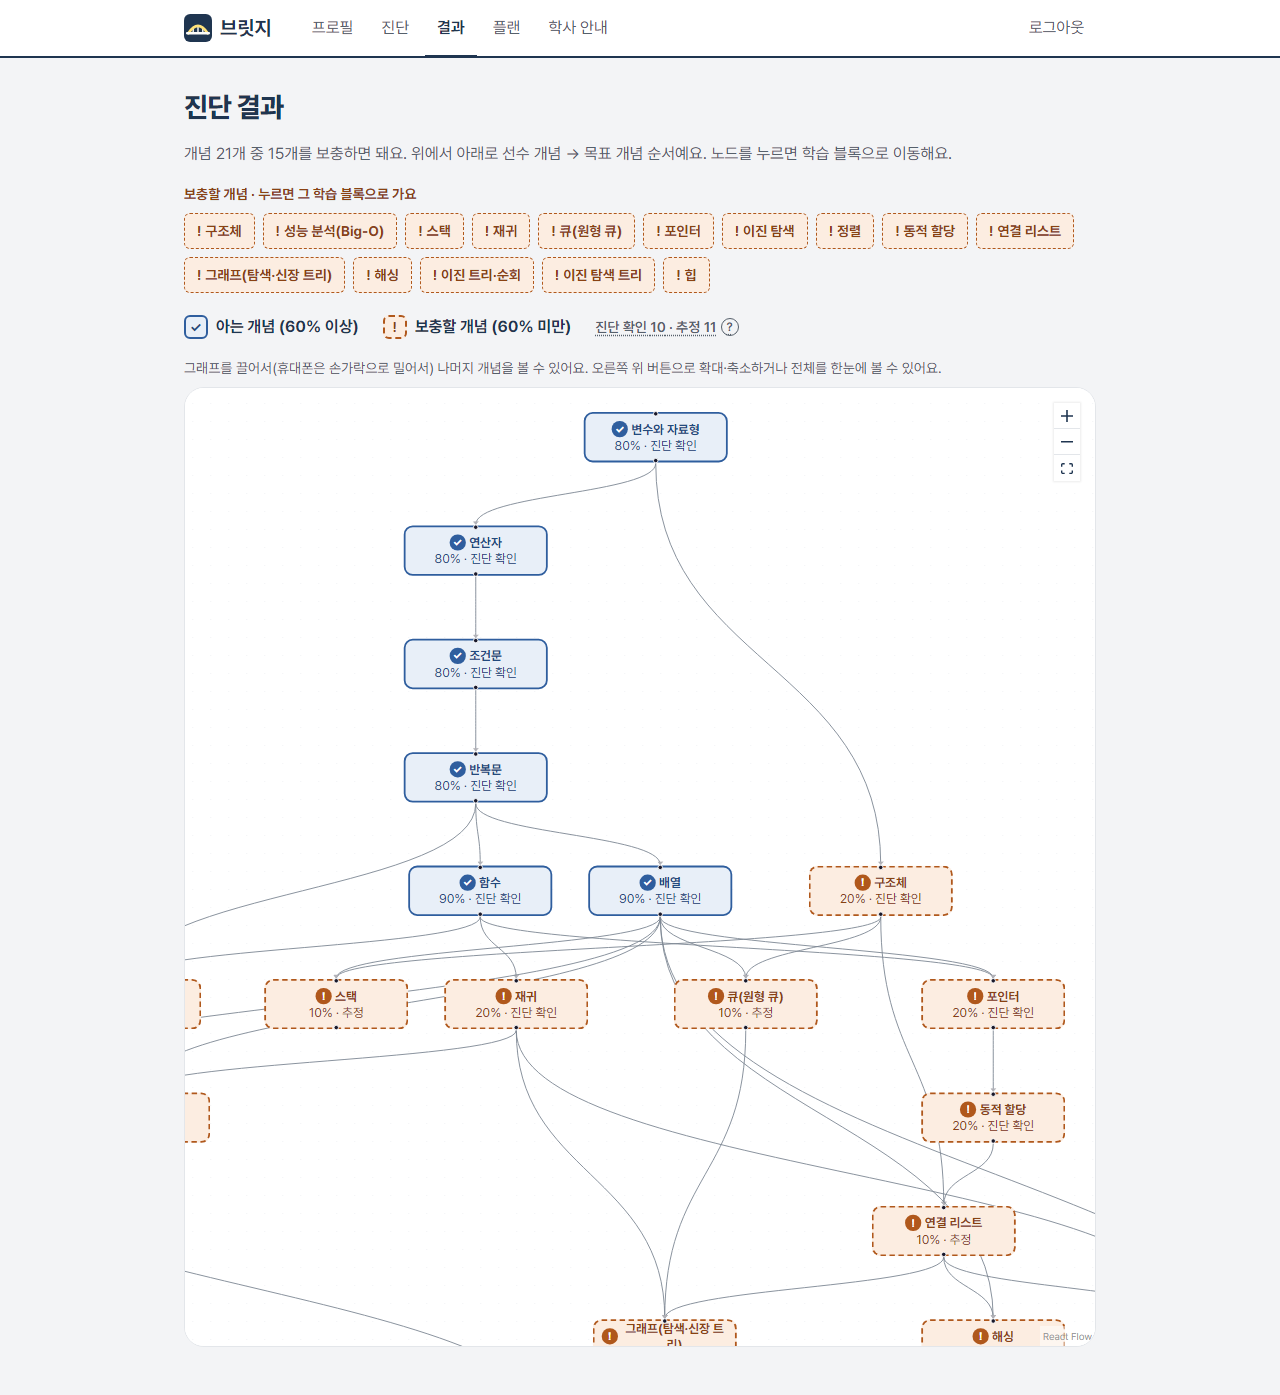 브릿지
프로필
진단
결과
플랜
학사 안내
로그아웃
진단 결과
개념 21개 중 15개를 보충하면 돼요. 위에서 아래로 선수 개념 → 목표 개념 순서예요. 노드를 누르면 학습 블록으로 이동해요.
보충할 개념 · 누르면 그 학습 블록으로 가요
! 구조체
! 성능 분석(Big-O)
! 스택
! 재귀
! 큐(원형 큐)
! 포인터
! 이진 탐색
! 정렬
! 동적 할당
! 연결 리스트
! 그래프(탐색·신장 트리)
! 해싱
! 이진 트리·순회
! 이진 탐색 트리
! 힙
아는 개념 (60% 이상)
! 보충할 개념 (60% 미만)
진단 확인 10 · 추정 11 ?
그래프를 끌어서(휴대폰은 손가락으로 밀어서) 나머지 개념을 볼 수 있어요. 오른쪽 위 버튼으로 확대·축소하거나 전체를 한눈에 볼 수 있어요.
변수와 자료형
80% · 진단 확인
연산자
80% · 진단 확인
조건문
80% · 진단 확인
반복문
80% · 진단 확인
함수
90% · 진단 확인
배열
90% · 진단 확인
! 구조체
20% · 진단 확인
! 스택
10% · 추정
! 재귀
20% · 진단 확인
! 큐(원형 큐)
10% · 추정
! 포인터
20% · 진단 확인
! 동적 할당
20% · 진단 확인
! 연결 리스트
10% · 추정
! 그래프(탐색·신장 트
리)
! 해싱
React Flow